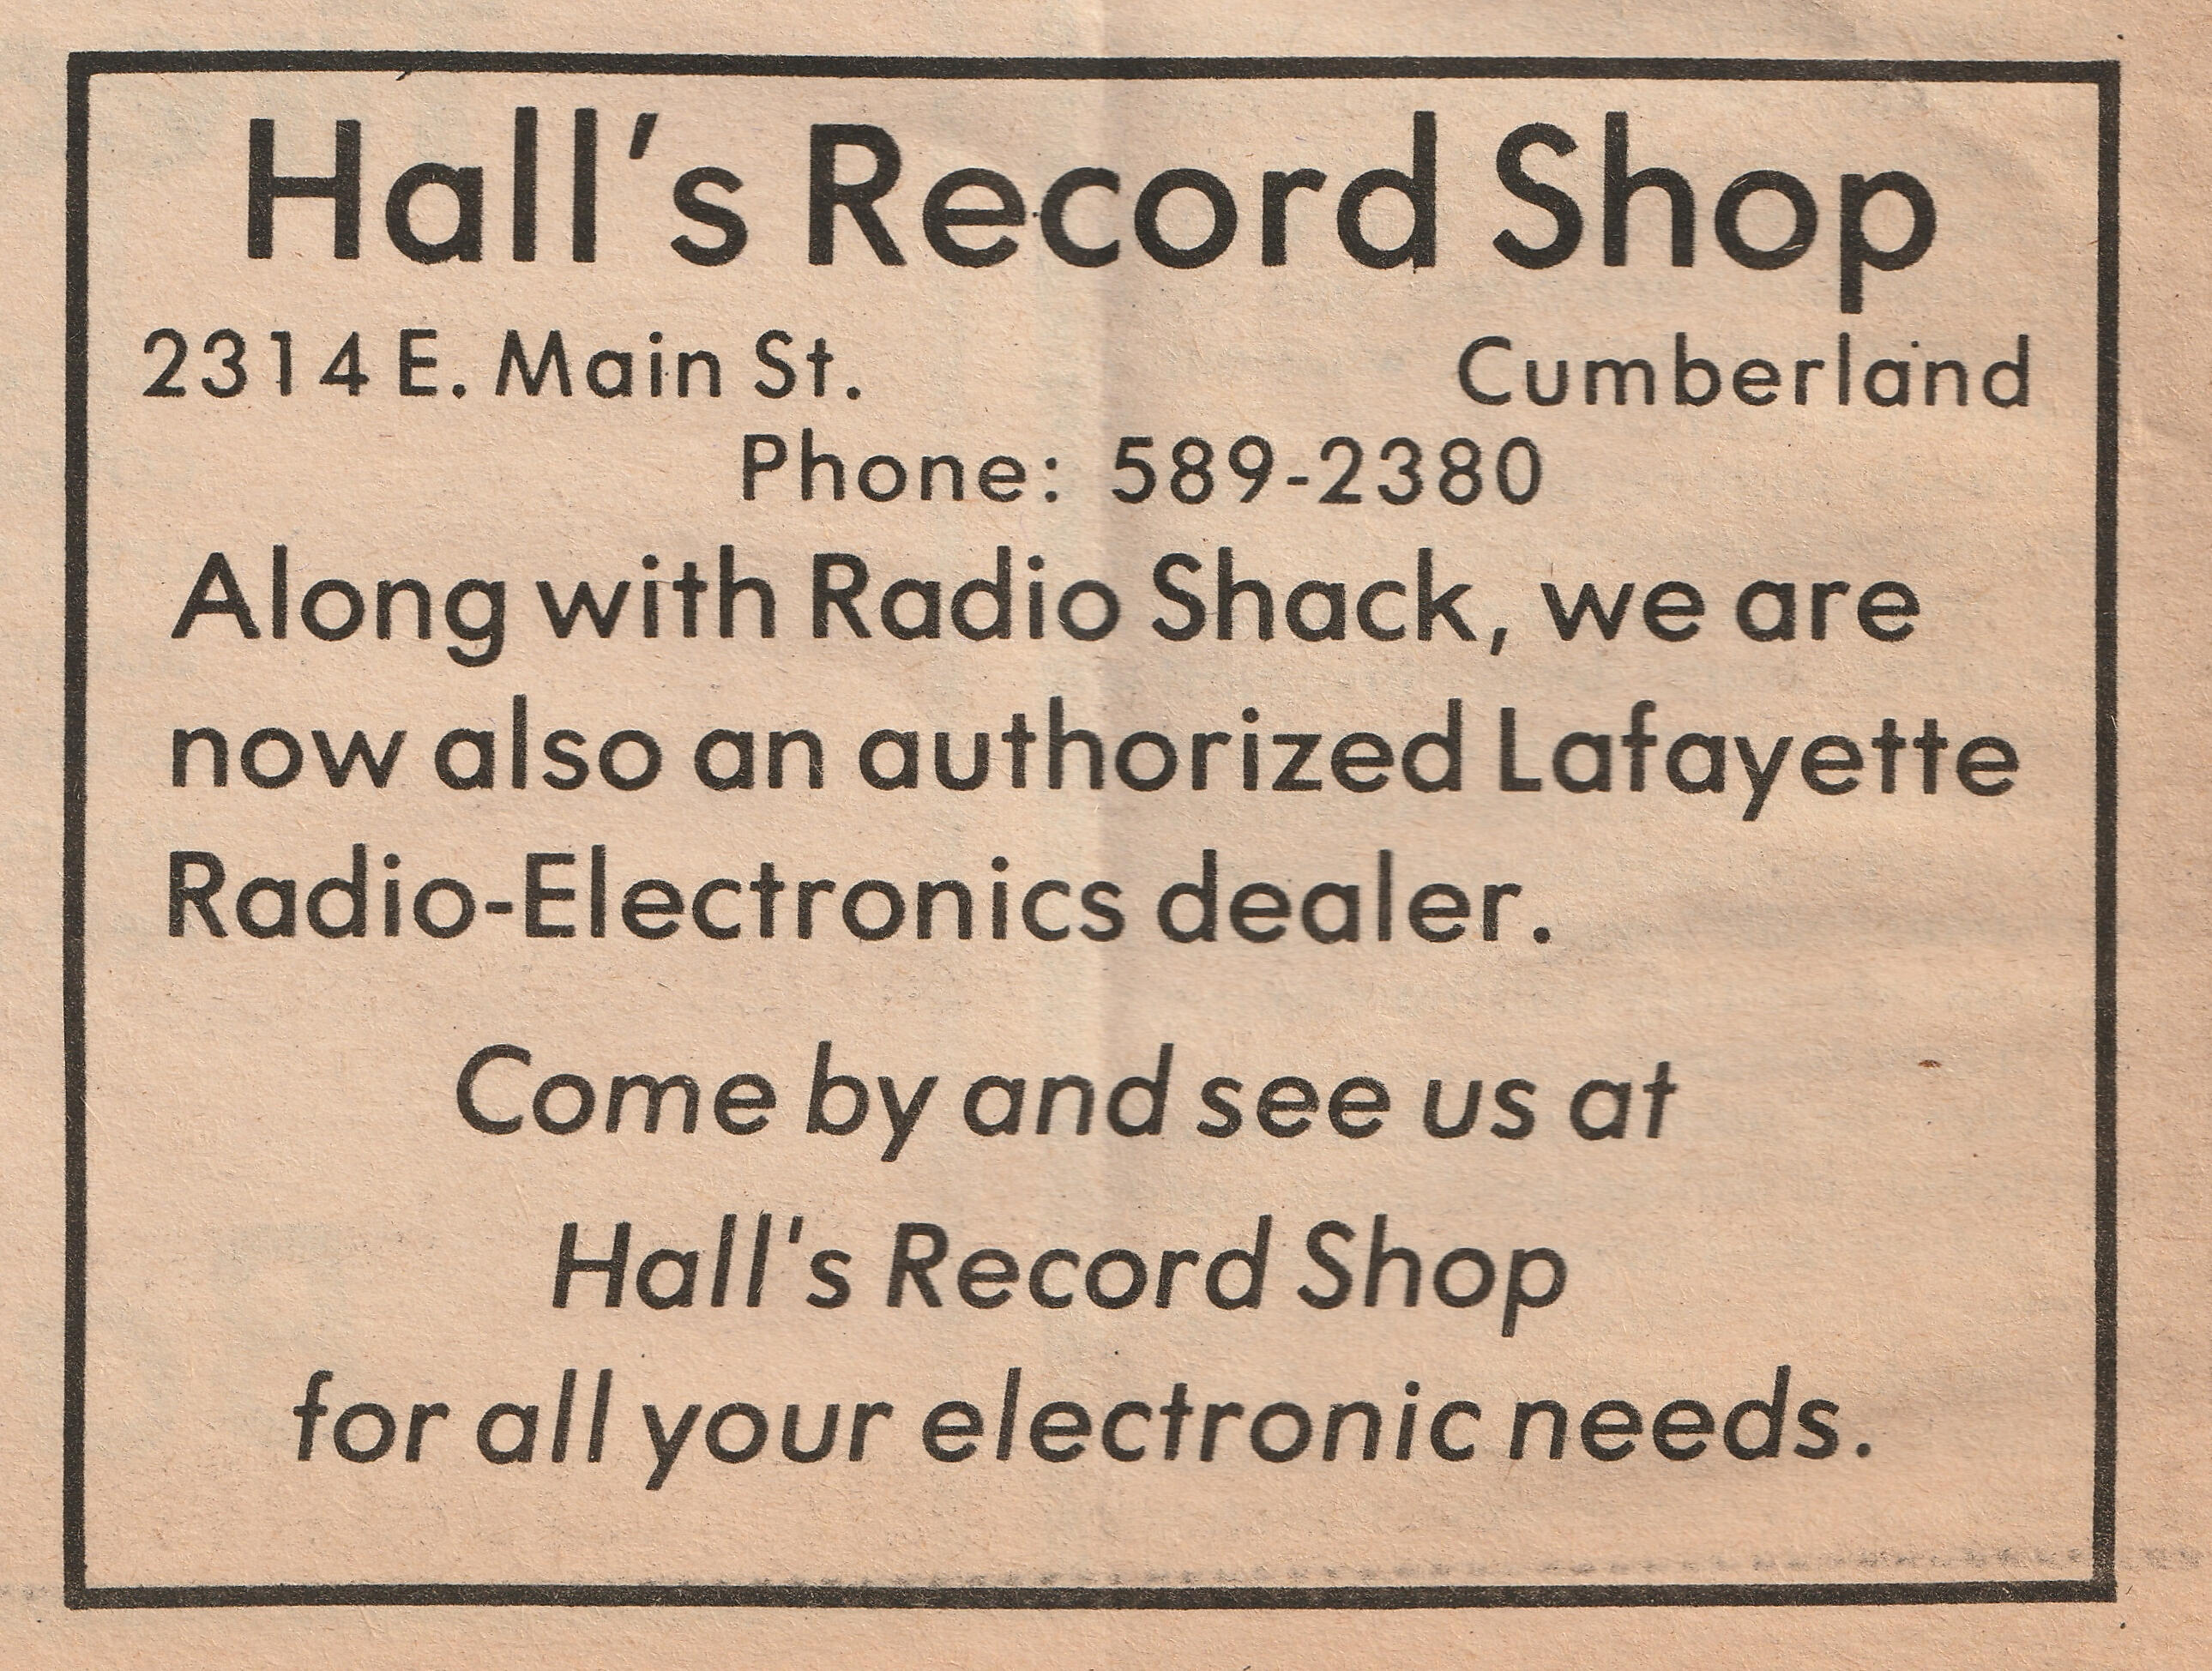 Hall's Record Shop
2314 E. Main St. Cumberland
Phone: 589-2380
Along with Radio Shack, we are
now also an authorized Lafayette
Radio-Electronics dealer.
Come by and see us at
Hall's Record Shop
for all your electronic needs.